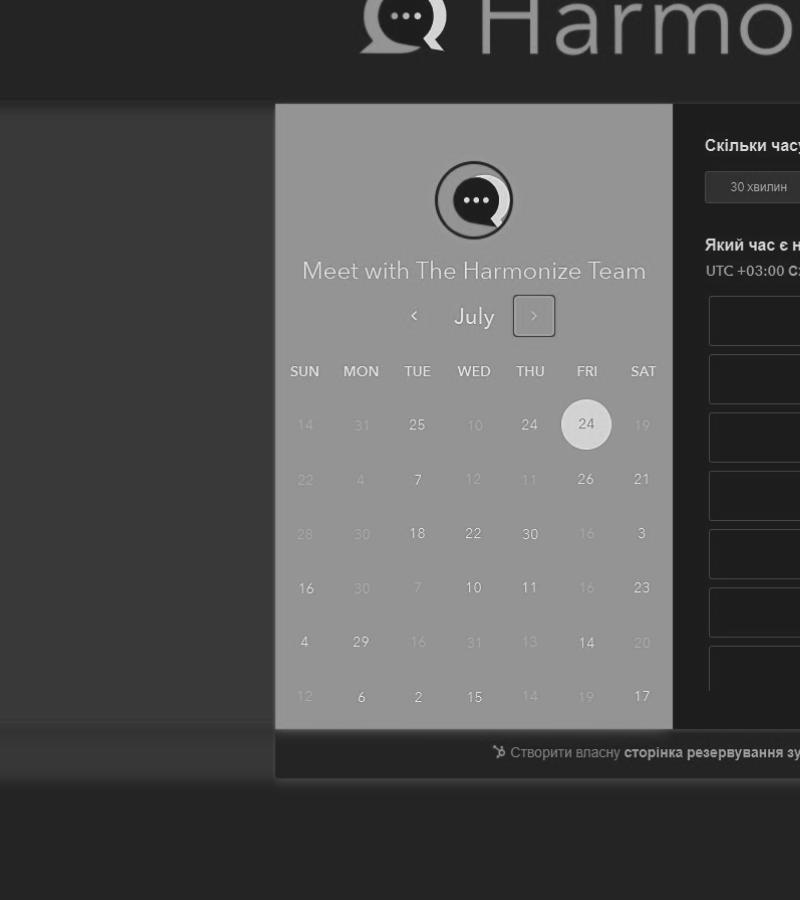 Harmo
Meet with The Harmonize Team
July
SUN MON TUE WED THU FRI SAT
14 31 25 10 24 24 19
22 4 7 12 11 26 21
28 30 18 22 30 16 3
16 30 7 10 11 16 23
4 29 16 31 13 14 20
12 6 2 15 14 19 17
Скільки часу
30 хвилин
Який час є н
UTC +03:00 С
Створити власну сторінка резервування зу